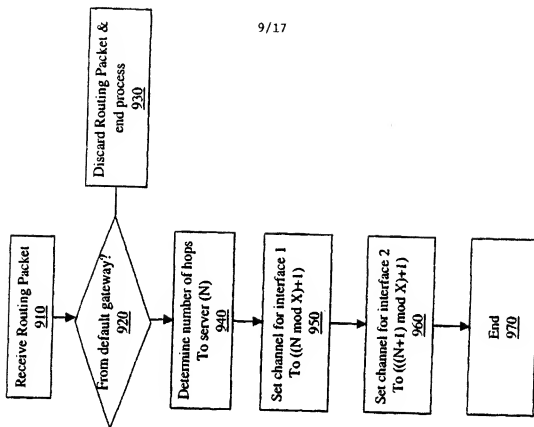 9/17
Receive Routing Packet
910
From default gateway?
920
Discard Routing Packet &
end process
930
Determine number of hops
To server (N)
940
Set channel for interface 1
To ((N mod X)+1)
950
Set channel for interface 2
To (((N+1) mod X)+1)
960
End
970